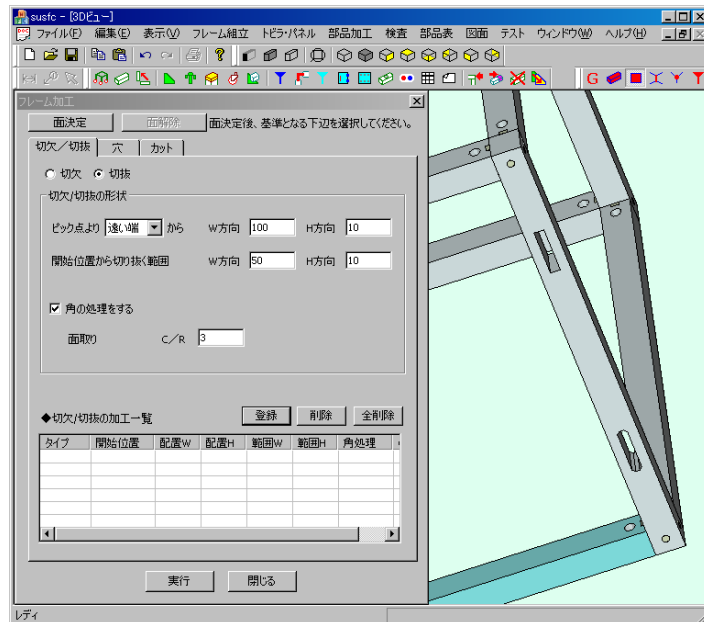 susfc - [3Dビュー]
ファイル(F) 編集(E) 表示(V) フレーム組立 トビラ・パネル 部品加工 検査 部品表 図面 テスト ウィンドウ(W) ヘルプ(H)
G
フレーム加工
面決定 面解除 面決定後、基準となる下辺を選択してください。
切欠/切抜 穴 カット
切欠 切抜
切欠/切抜の形状
ピック点より 遠い端 から W方向 100 H方向 10
開始位置から切り抜く範囲 W方向 50 H方向 10
角の処理をする
面取り C/R 3
◆切欠/切抜の加工一覧 登録 削除 全削除
タイプ 開始位置 配置W 配置H 範囲W 範囲H 角処理
実行 閉じる
レディ